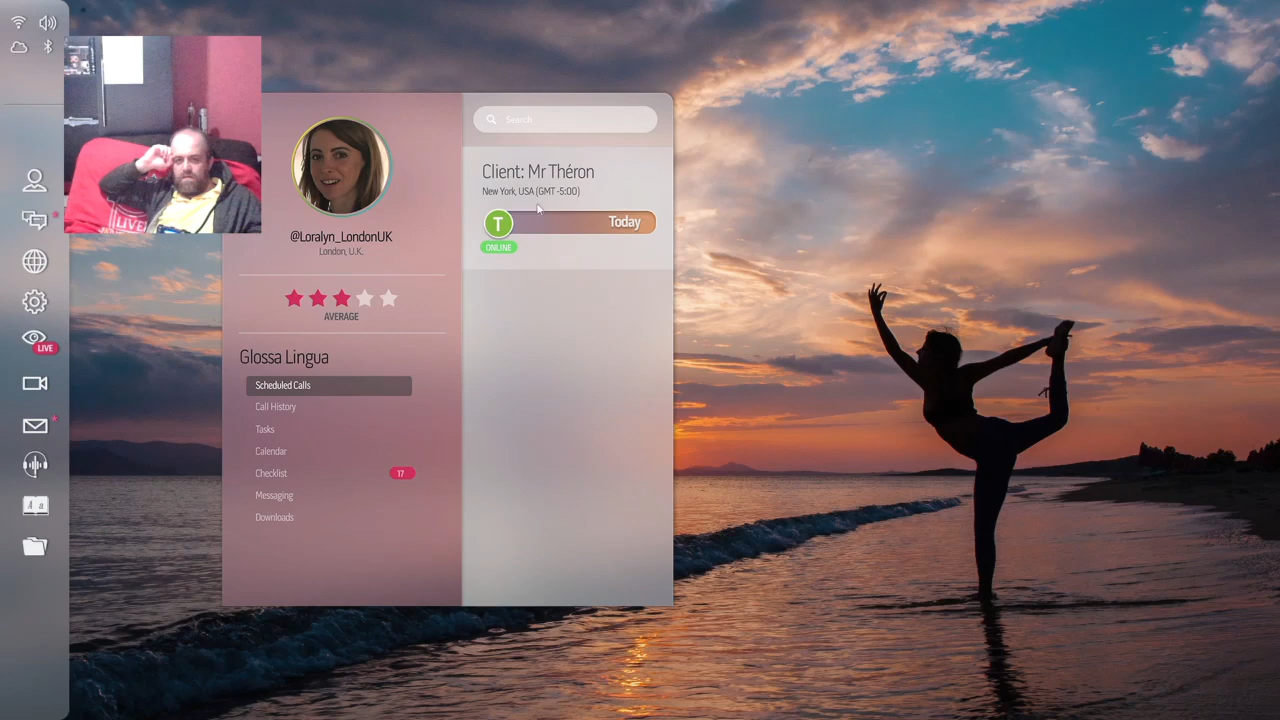 LIVE
@Loralyn_LondonUK
London, U.K.
AVERAGE
Glossa Lingua
Scheduled Calls
Call History
Tasks
Calendar
Checklist 17
Messaging
Downloads
Search
Client: Mr Théron
New York, USA (GMT -5:00)
T Today
ONLINE
LIVE
A a